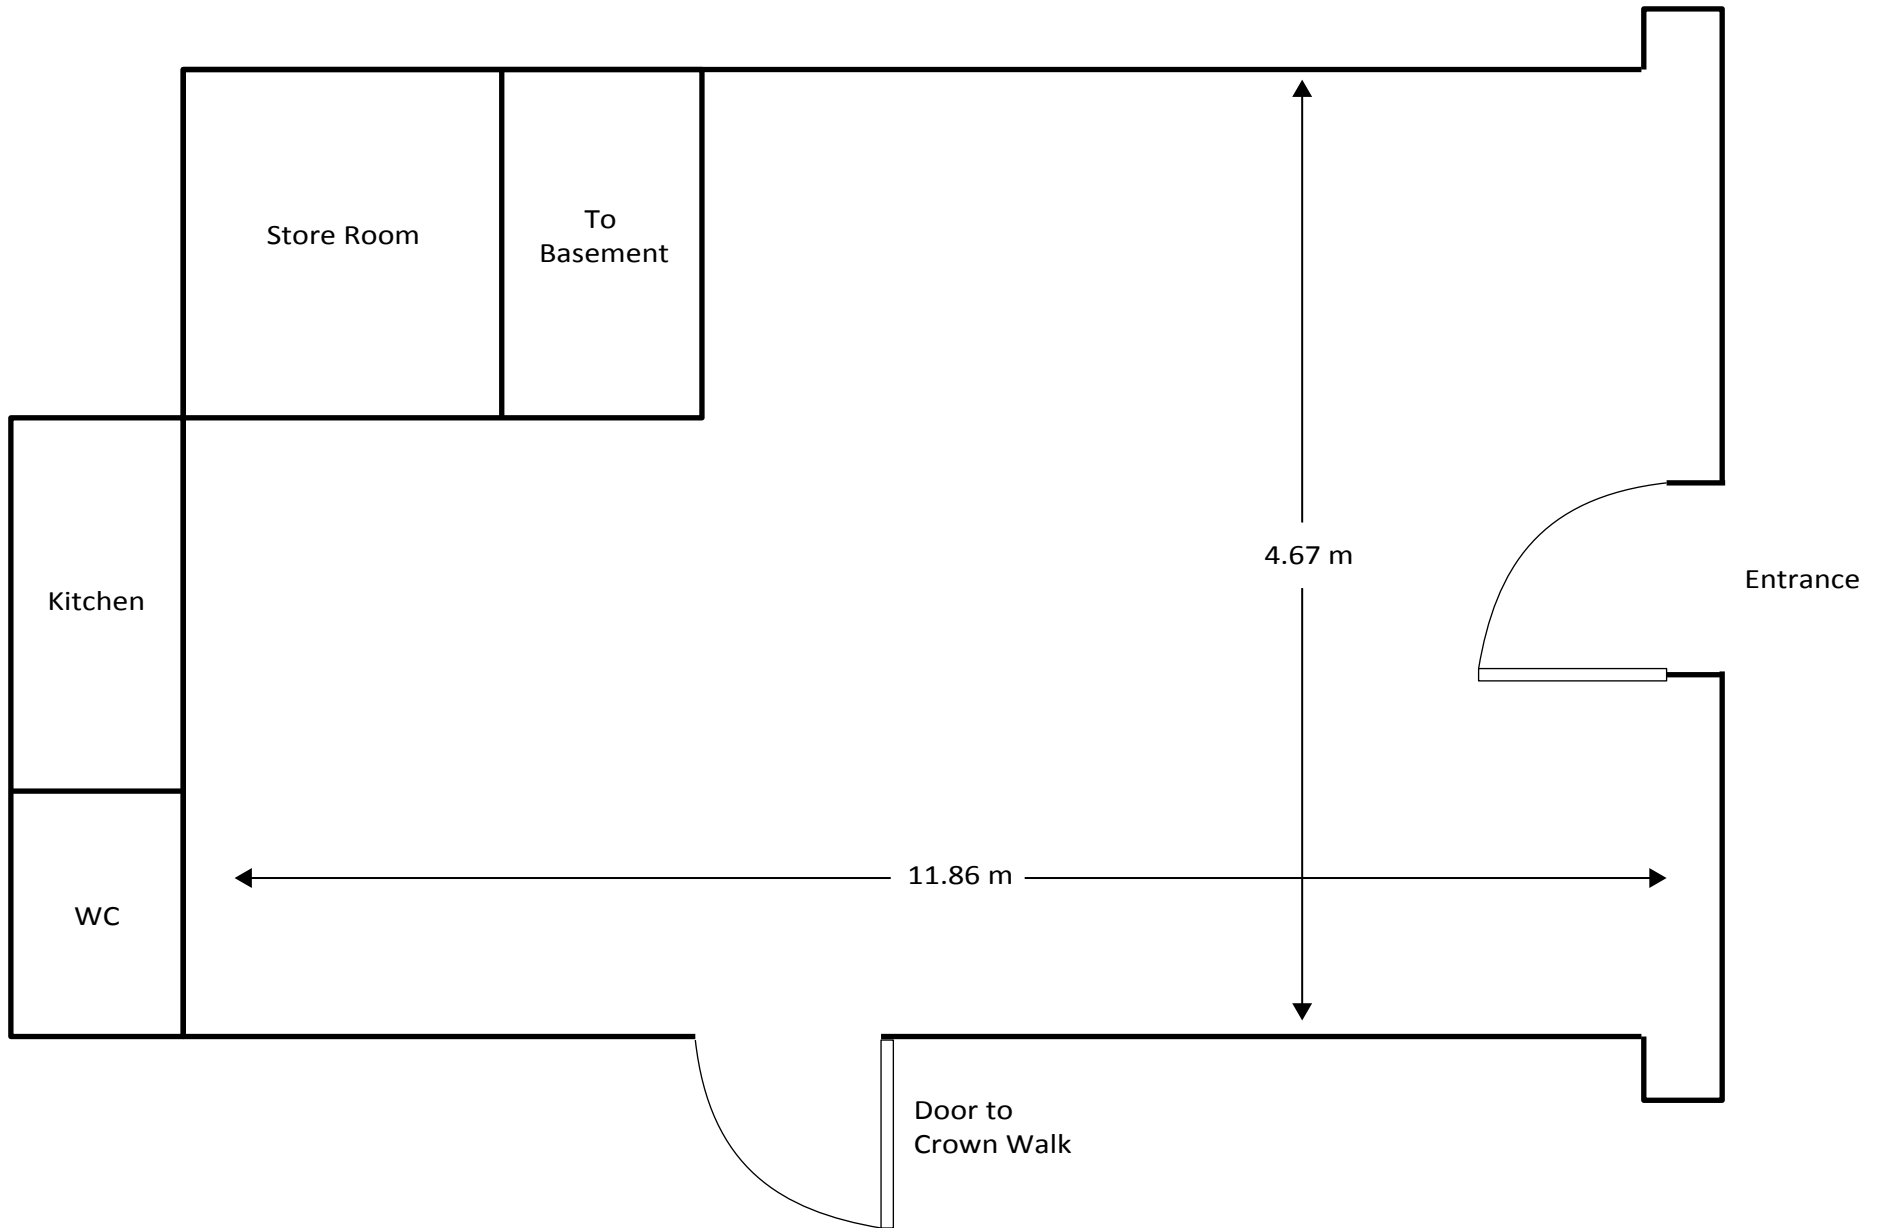 Store Room
To
Basement
4.67 m
Entrance
Kitchen
11.86 m
WC
Door to
Crown Walk